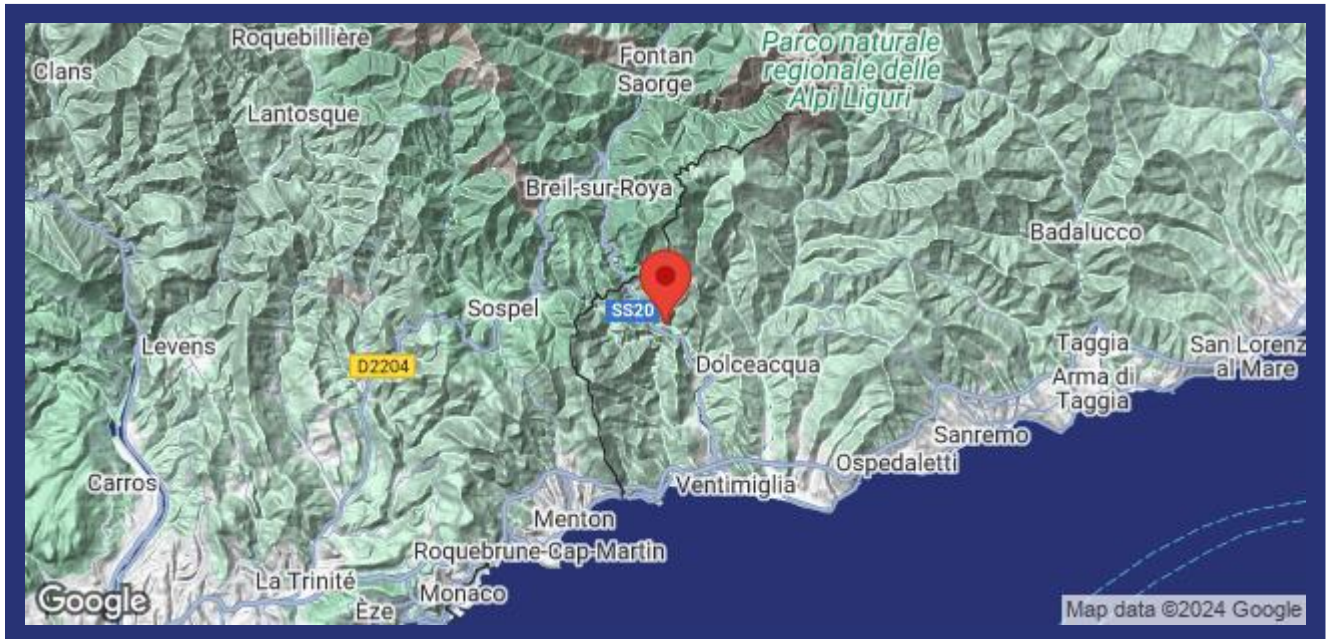 Roquebillière
Clans
Lantosque
Fontan
Saorge
Parco naturale
regionale delle
Alpi Liguri
Breil-sur-Roya
Badalucco
Sospel
SS20
Levens
D2204
Dolceacqua
Taggia
Arma di
Taggia
San Lorenz
al Mare
Sanremo
Ospedaletti
Carros
Ventimiglia
Menton
Roquebrune-Cap-Martin
La Trinité
Monaco
Èze
Google
Map data ©2024 Google